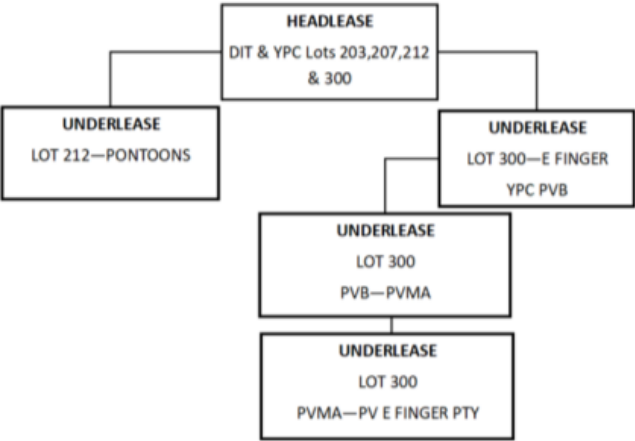 HEADLEASE
DIT & YPC Lots 203,207,212
& 300
UNDERLEASE
LOT 212—PONTOONS
UNDERLEASE
LOT 300—E FINGER
YPC PVB
UNDERLEASE
LOT 300
PVB—PVMA
UNDERLEASE
LOT 300
PVMA—PV E FINGER PTY